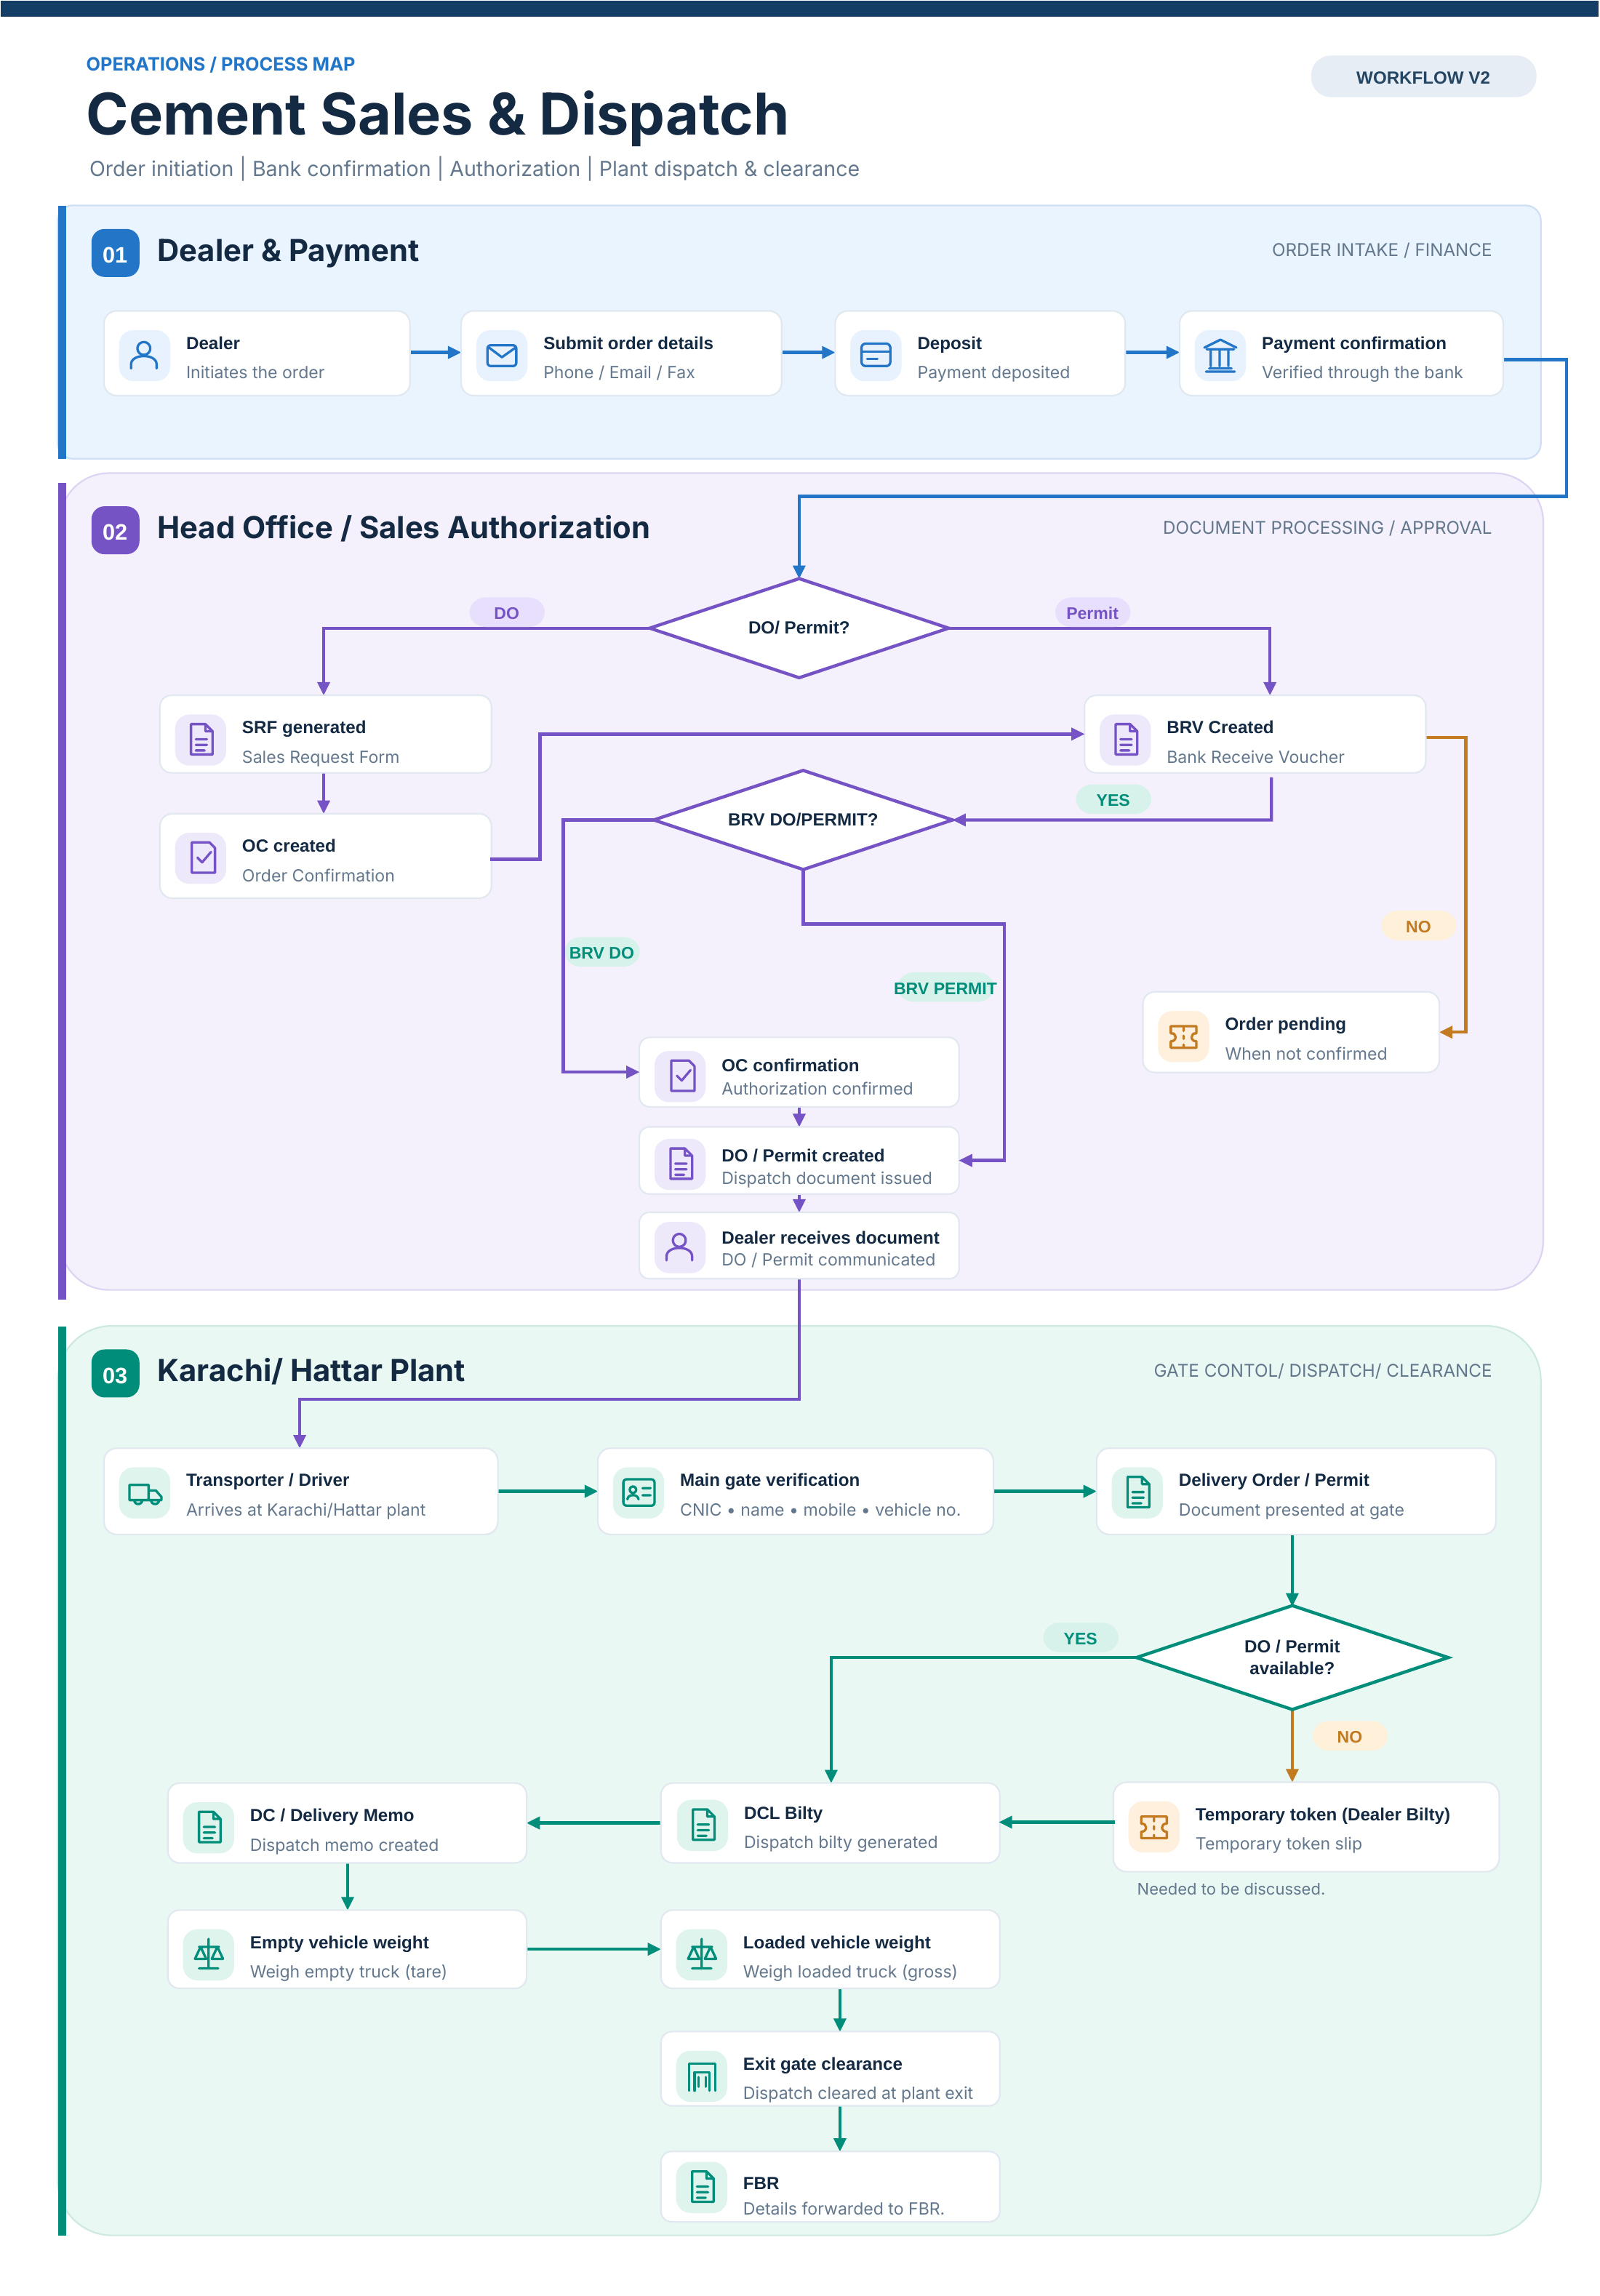 OPERATIONS / PROCESS MAP
WORKFLOW V2
Cement Sales & Dispatch
Order initiation | Bank confirmation | Authorization | Plant dispatch & clearance
01
Dealer & Payment
ORDER INTAKE / FINANCE
Dealer
Initiates the order
Submit order details
Phone / Email / Fax
Deposit
Payment deposited
Payment confirmation
Verified through the bank
02
Head Office / Sales Authorization
DOCUMENT PROCESSING / APPROVAL
DO
DO/ Permit?
Permit
SRF generated
Sales Request Form
BRV Created
Bank Receive Voucher
YES
BRV DO/PERMIT?
OC created
Order Confirmation
NO
BRV DO
BRV PERMIT
Order pending
When not confirmed
OC confirmation
Authorization confirmed
DO / Permit created
Dispatch document issued
Dealer receives document
DO / Permit communicated
03
Karachi/ Hattar Plant
GATE CONTOL/ DISPATCH/ CLEARANCE
Transporter / Driver
Arrives at Karachi/Hattar plant
Main gate verification
CNIC • name • mobile • vehicle no.
Delivery Order / Permit
Document presented at gate
YES
DO / Permit
available?
NO
DC / Delivery Memo
Dispatch memo created
DCL Bilty
Dispatch bilty generated
Temporary token (Dealer Bilty)
Temporary token slip
Needed to be discussed.
Empty vehicle weight
Weigh empty truck (tare)
Loaded vehicle weight
Weigh loaded truck (gross)
Exit gate clearance
Dispatch cleared at plant exit
FBR
Details forwarded to FBR.